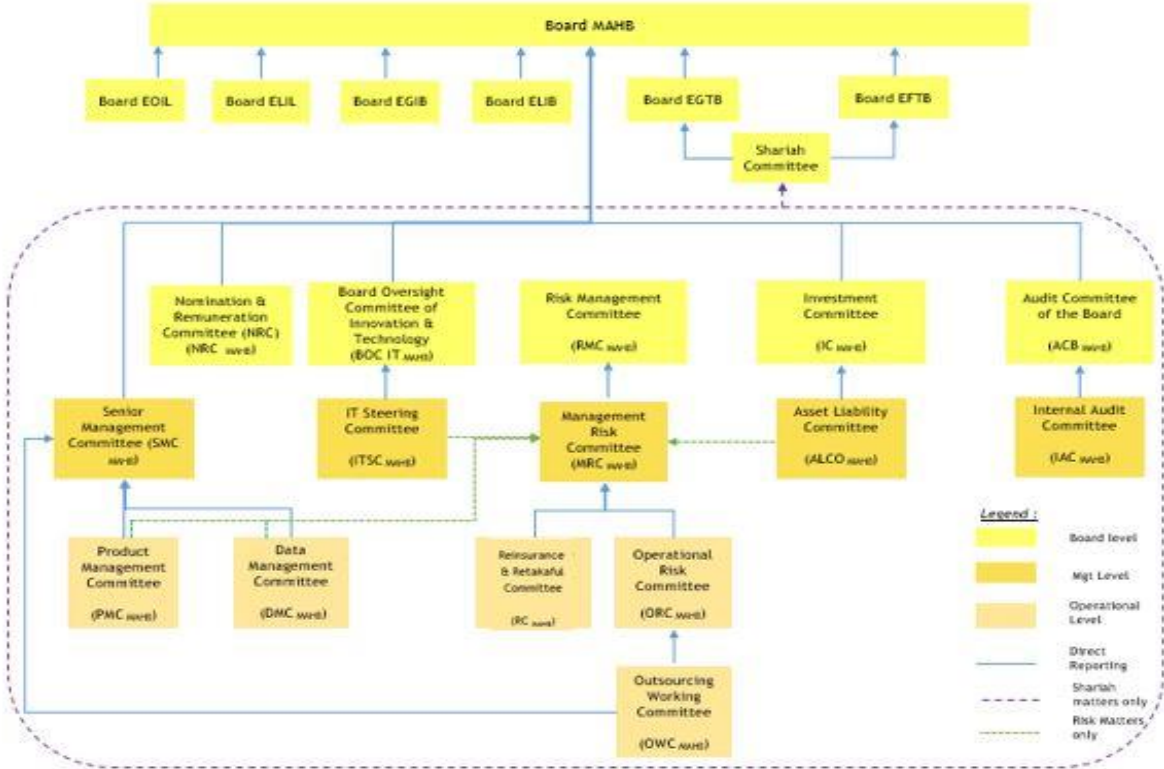 Board MAHB
Board EOIL
Board ELIL
Board EGIB
Board ELIB
Board EGTB
Board EFTB
Shariah
Committee
Nomination &
Remuneration
Committee (NRC)
(NRC MAHB)
Board Oversight
Committee of
Innovation &
Technology
(BOC IT MAHB)
Risk Management
Committee
(RMC MAHB)
Investment
Committee
(IC MAHB)
Audit Committee
of the Board
(ACB MAHB)
Senior
Management
Committee (SMC
MAHB)
IT Steering
Committee
(ITSC MAHB)
Management
Risk
Committee
(MRC MAHB)
Asset Liability
Committee
(ALCO MAHB)
Internal Audit
Committee
(IAC MAHB)
Product
Management
Committee
(PMC MAHB)
Data
Management
Committee
(DMC MAHB)
Reinsurance
& Retakaful
Committee
(RC MAHB)
Operational
Risk
Committee
(ORC MAHB)
Outsourcing
Working
Committee
(OWC MAHB)
Legend :
Board level
Mgt Level
Operational
Level
Direct
Reporting
Shariah
matters only
Risk Matters
only